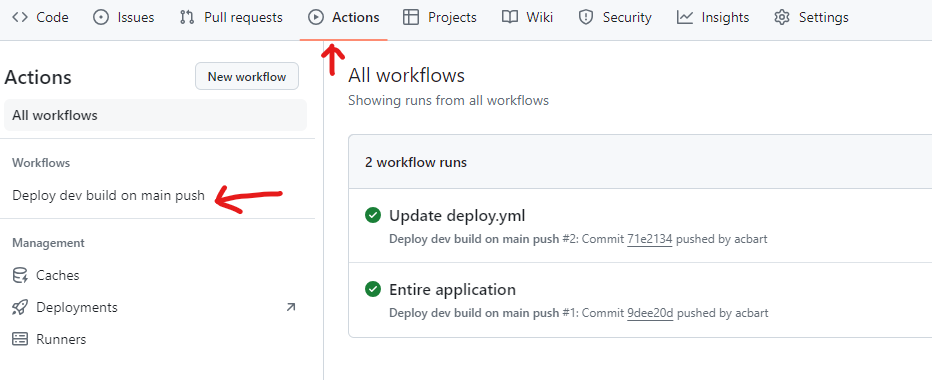 Code Issues Pull requests Actions Projects Wiki Security Insights Settings
Actions
New workflow
All workflows
Workflows
Deploy dev build on main push
Management
Caches
Deployments
Runners
All workflows
Showing runs from all workflows
2 workflow runs
Update deploy.yml
Deploy dev build on main push #2: Commit 71e2134 pushed by acbart
Entire application
Deploy dev build on main push #1: Commit 9dee20d pushed by acbart